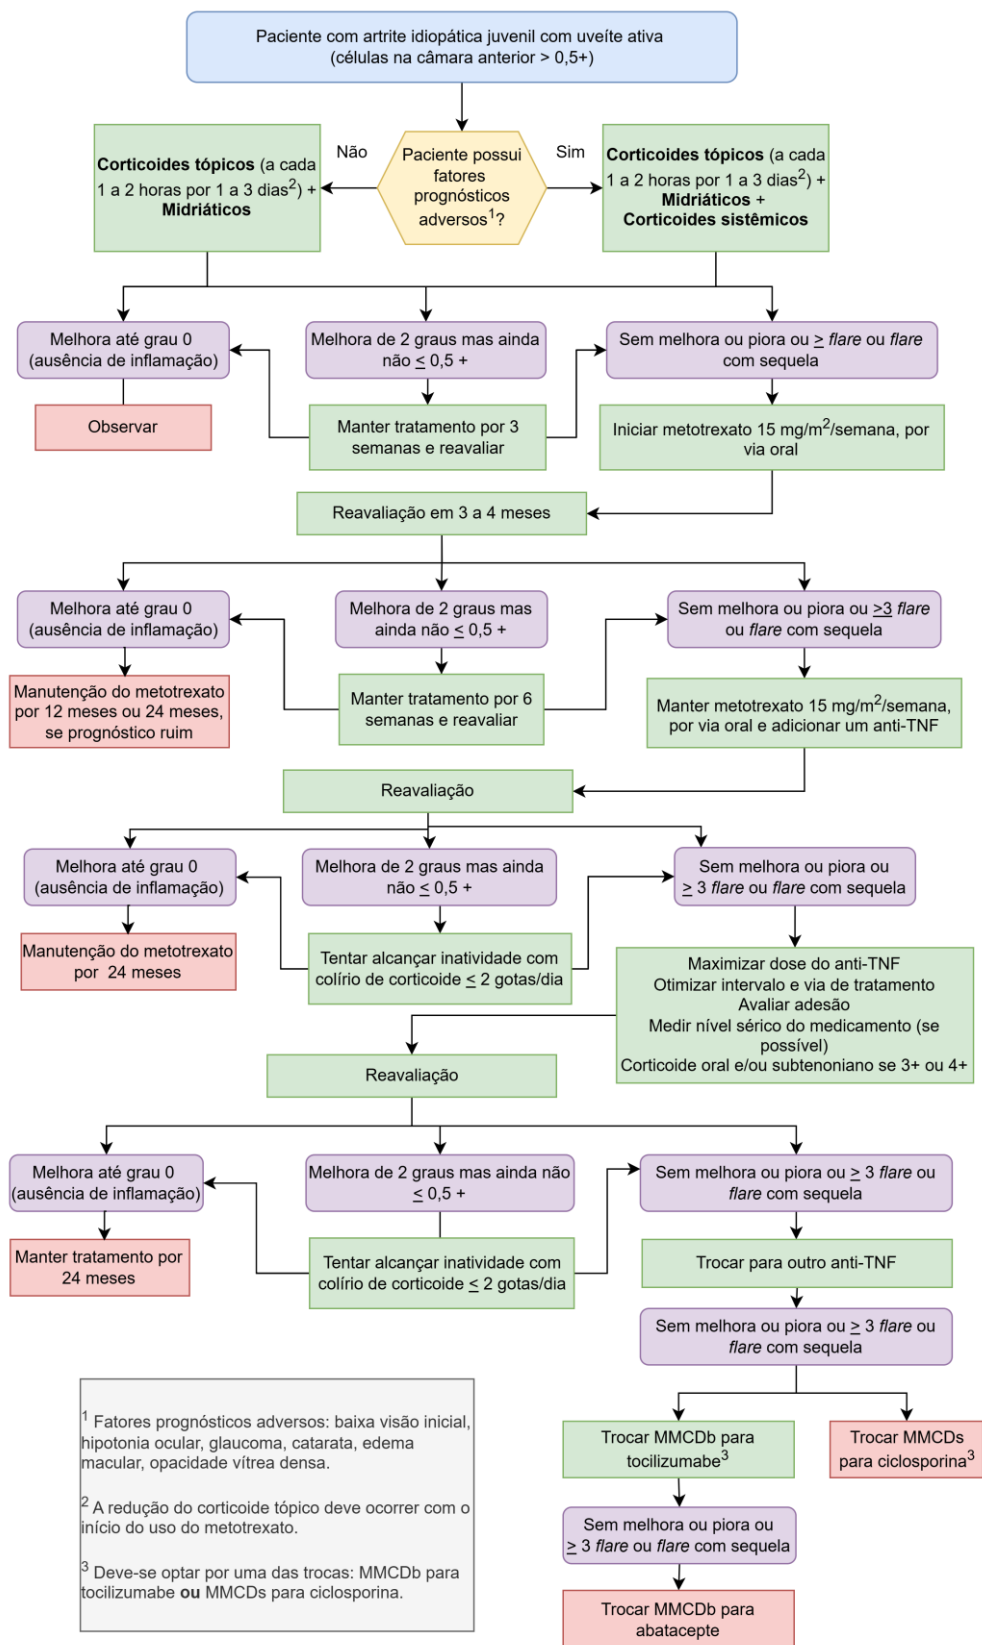 Paciente com artrite idiopática juvenil com uveíte ativa
(células na câmara anterior > 0,5+)
Não
Sim
Corticoides tópicos (a cada
1 a 2 horas por 1 a 3 dias²) +
Midriáticos
Paciente possui
fatores
prognósticos
adversos¹?
Corticoides tópicos (a cada
1 a 2 horas por 1 a 3 dias²) +
Midriáticos +
Corticoides sistêmicos
Melhora até grau 0
(ausência de inflamação)
Melhora de 2 graus mas ainda
não ≤ 0,5 +
Sem melhora ou piora ou ≥ flare ou flare
com sequela
Observar
Manter tratamento por 3
semanas e reavaliar
Iniciar metotrexato 15 mg/m²/semana, por
via oral
Reavaliação em 3 a 4 meses
Melhora até grau 0
(ausência de inflamação)
Melhora de 2 graus mas
ainda não ≤ 0,5 +
Sem melhora ou piora ou ≥3 flare
ou flare com sequela
Manutenção do metotrexato
por 12 meses ou 24 meses,
se prognóstico ruim
Manter tratamento por 6
semanas e reavaliar
Manter metotrexato 15 mg/m²/semana,
por via oral e adicionar um anti-TNF
Reavaliação
Melhora até grau 0
(ausência de inflamação)
Melhora de 2 graus mas ainda
não ≤ 0,5 +
Sem melhora ou piora ou
≥ 3 flare ou flare com sequela
Manutenção do metotrexato
por 24 meses
Tentar alcançar inatividade com
colírio de corticoide ≤ 2 gotas/dia
Maximizar dose do anti-TNF
Otimizar intervalo e via de tratamento
Avaliar adesão
Medir nível sérico do medicamento (se
possível)
Corticoide oral e/ou subtenoniano se 3+ ou 4+
Reavaliação
Melhora até grau 0
(ausência de inflamação)
Melhora de 2 graus mas ainda não
≤ 0,5 +
Sem melhora ou piora ou ≥ 3 flare ou
flare com sequela
Manter tratamento por
24 meses
Tentar alcançar inatividade com
colírio de corticoide ≤ 2 gotas/dia
Trocar para outro anti-TNF
Sem melhora ou piora ou ≥ 3 flare ou
flare com sequela
Trocar MMCDb para
tocilizumabe³
Trocar MMCDs
para ciclosporina³
Sem melhora ou piora ou
≥ 3 flare ou flare com sequela
Trocar MMCDb para
abatacepte
¹ Fatores prognósticos adversos: baixa visão inicial,
hipotonia ocular, glaucoma, catarata, edema
macular, opacidade vítrea densa.
² A redução do corticoide tópico deve ocorrer com o
início do uso do metotrexato.
³ Deve-se optar por uma das trocas: MMCDb para
tocilizumabe ou MMCDs para ciclosporina.